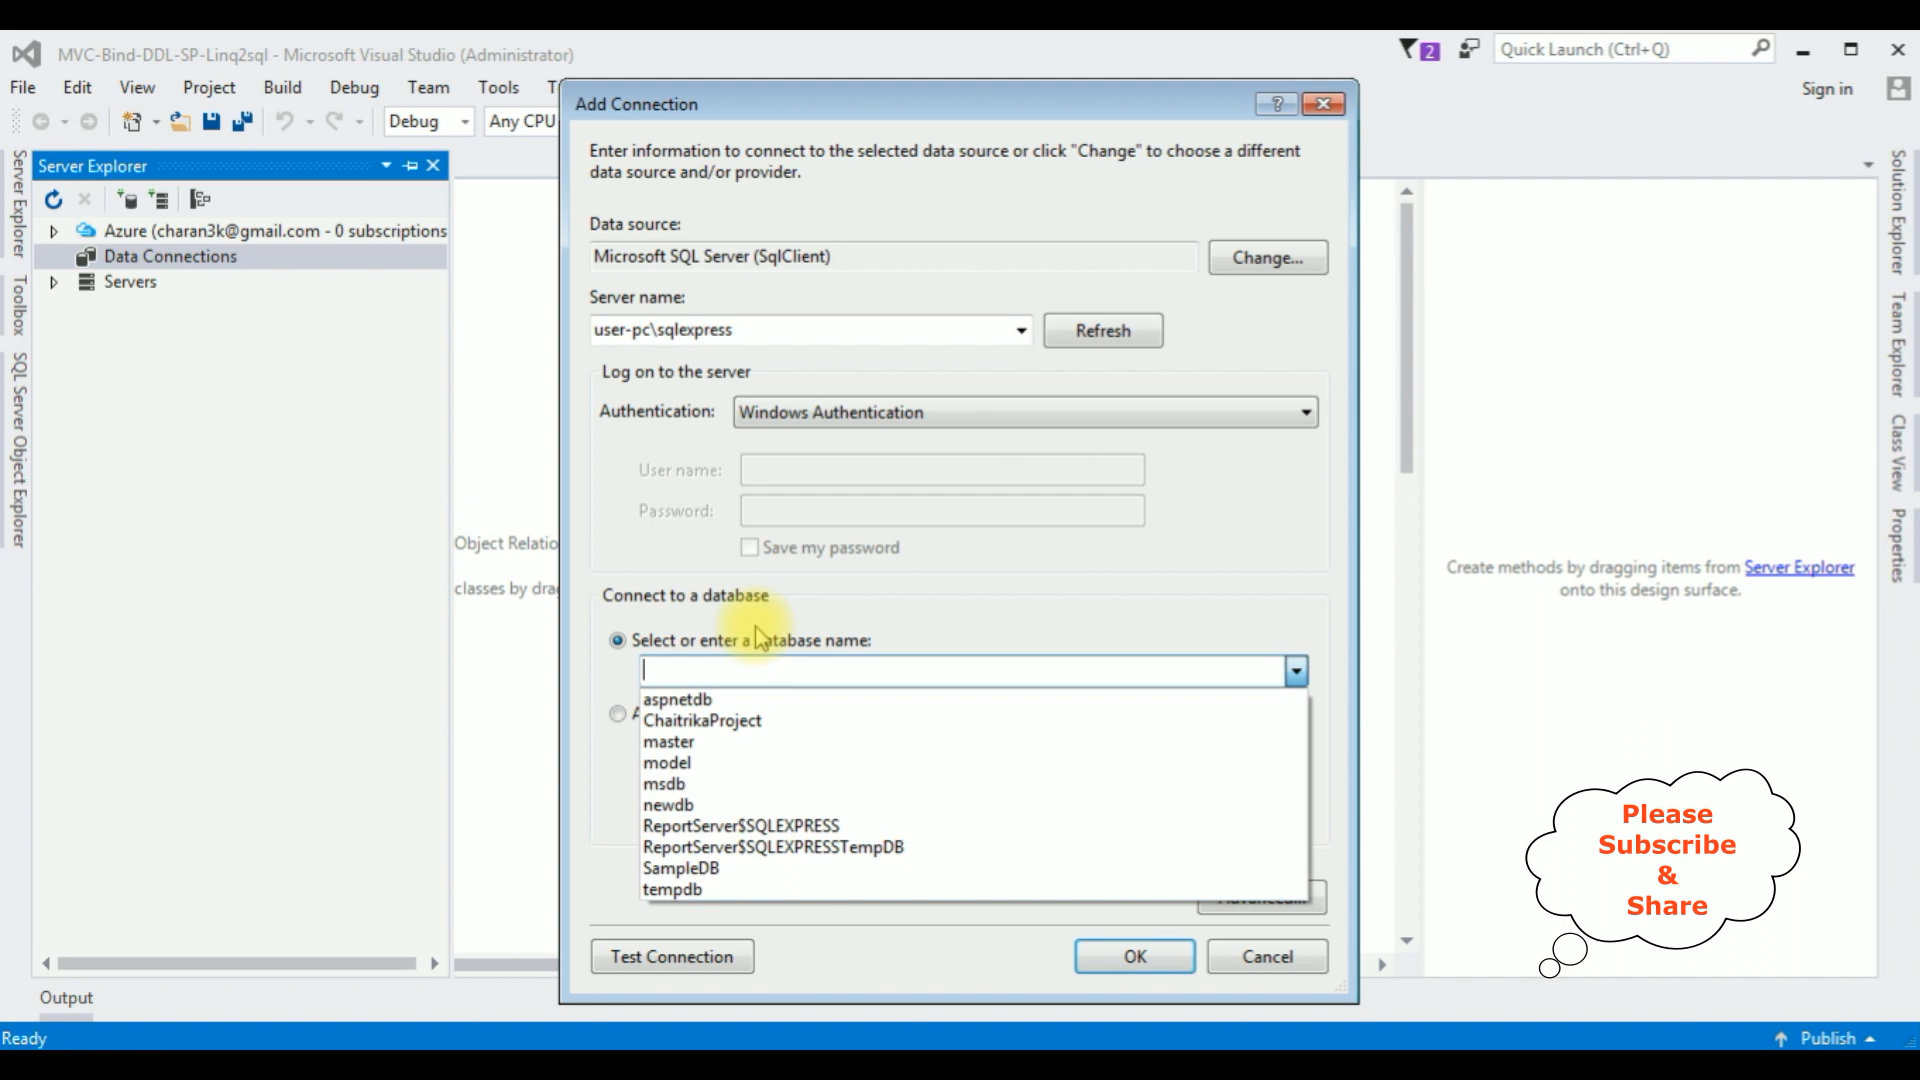 MVC-Bind-DDL-SP-Linq2sql - Microsoft Visual Studio (Administrator)
2
Quick Launch (Ctrl+Q)
File Edit View Project Build Debug Team Tools T
Sign in
Debug
Any CPU
Server Explorer
Toolbox
SQL Server Object Explorer
Server Explorer
Azure (charan3k@gmail.com - 0 subscriptions
Data Connections
Servers
Object Relatio
classes by drag
Add Connection
Enter information to connect to the selected data source or click "Change" to choose a different
data source and/or provider.
Data source:
Microsoft SQL Server (SqlClient)
Change...
Server name:
user-pc\sqlexpress
Refresh
Log on to the server
Authentication:
Windows Authentication
User name:
Password:
Save my password
Connect to a database
Select or enter a database name:
A
aspnetdb
ChaitrikaProject
master
model
msdb
newdb
ReportServer$SQLEXPRESS
ReportServer$SQLEXPRESSTempDB
SampleDB
tempdb
Advanced...
Test Connection
OK
Cancel
Create methods by dragging items from Server Explorer
onto this design surface.
Solution Explorer
Team Explorer
Class View
Properties
Please
Subscribe
&
Share
Output
Ready
Publish